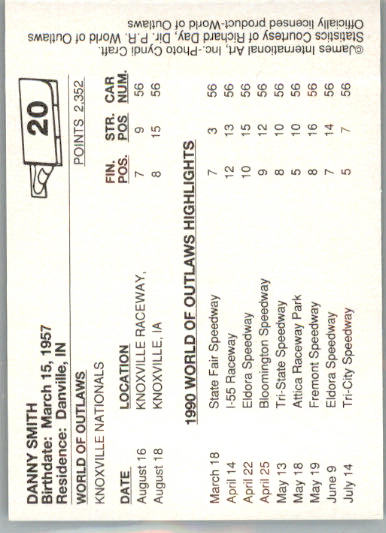 DANNY SMITH
Birthdate: March 15, 1957
Residence: Danville, IN
20
WORLD OF OUTLAWS POINTS 2,352
KNOXVILLE NATIONALS
DATE LOCATION FIN. POS. STR. POS CAR NUM.
August 16 KNOXVILLE RACEWAY, 7 9 56
August 18 KNOXVILLE, IA 8 15 56
1990 WORLD OF OUTLAWS HIGHLIGHTS
March 18 State Fair Speedway 7 3 56
April 14 I-55 Raceway 12 13 56
April 22 Eldora Speedway 10 15 56
April 25 Bloomington Speedway 9 12 56
May 13 Tri-State Speedway 8 10 56
May 18 Attica Raceway Park 5 10 56
May 19 Fremont Speedway 8 16 56
June 9 Eldora Speedway 7 14 56
July 14 Tri-City Speedway 5 7 56
©James International Art, Inc.-Photo Cyndi Craft.
Statistics Courtesy of Richard Day, Dir. P.R. World of Outlaws
Officially licensed product-World of Outlaws